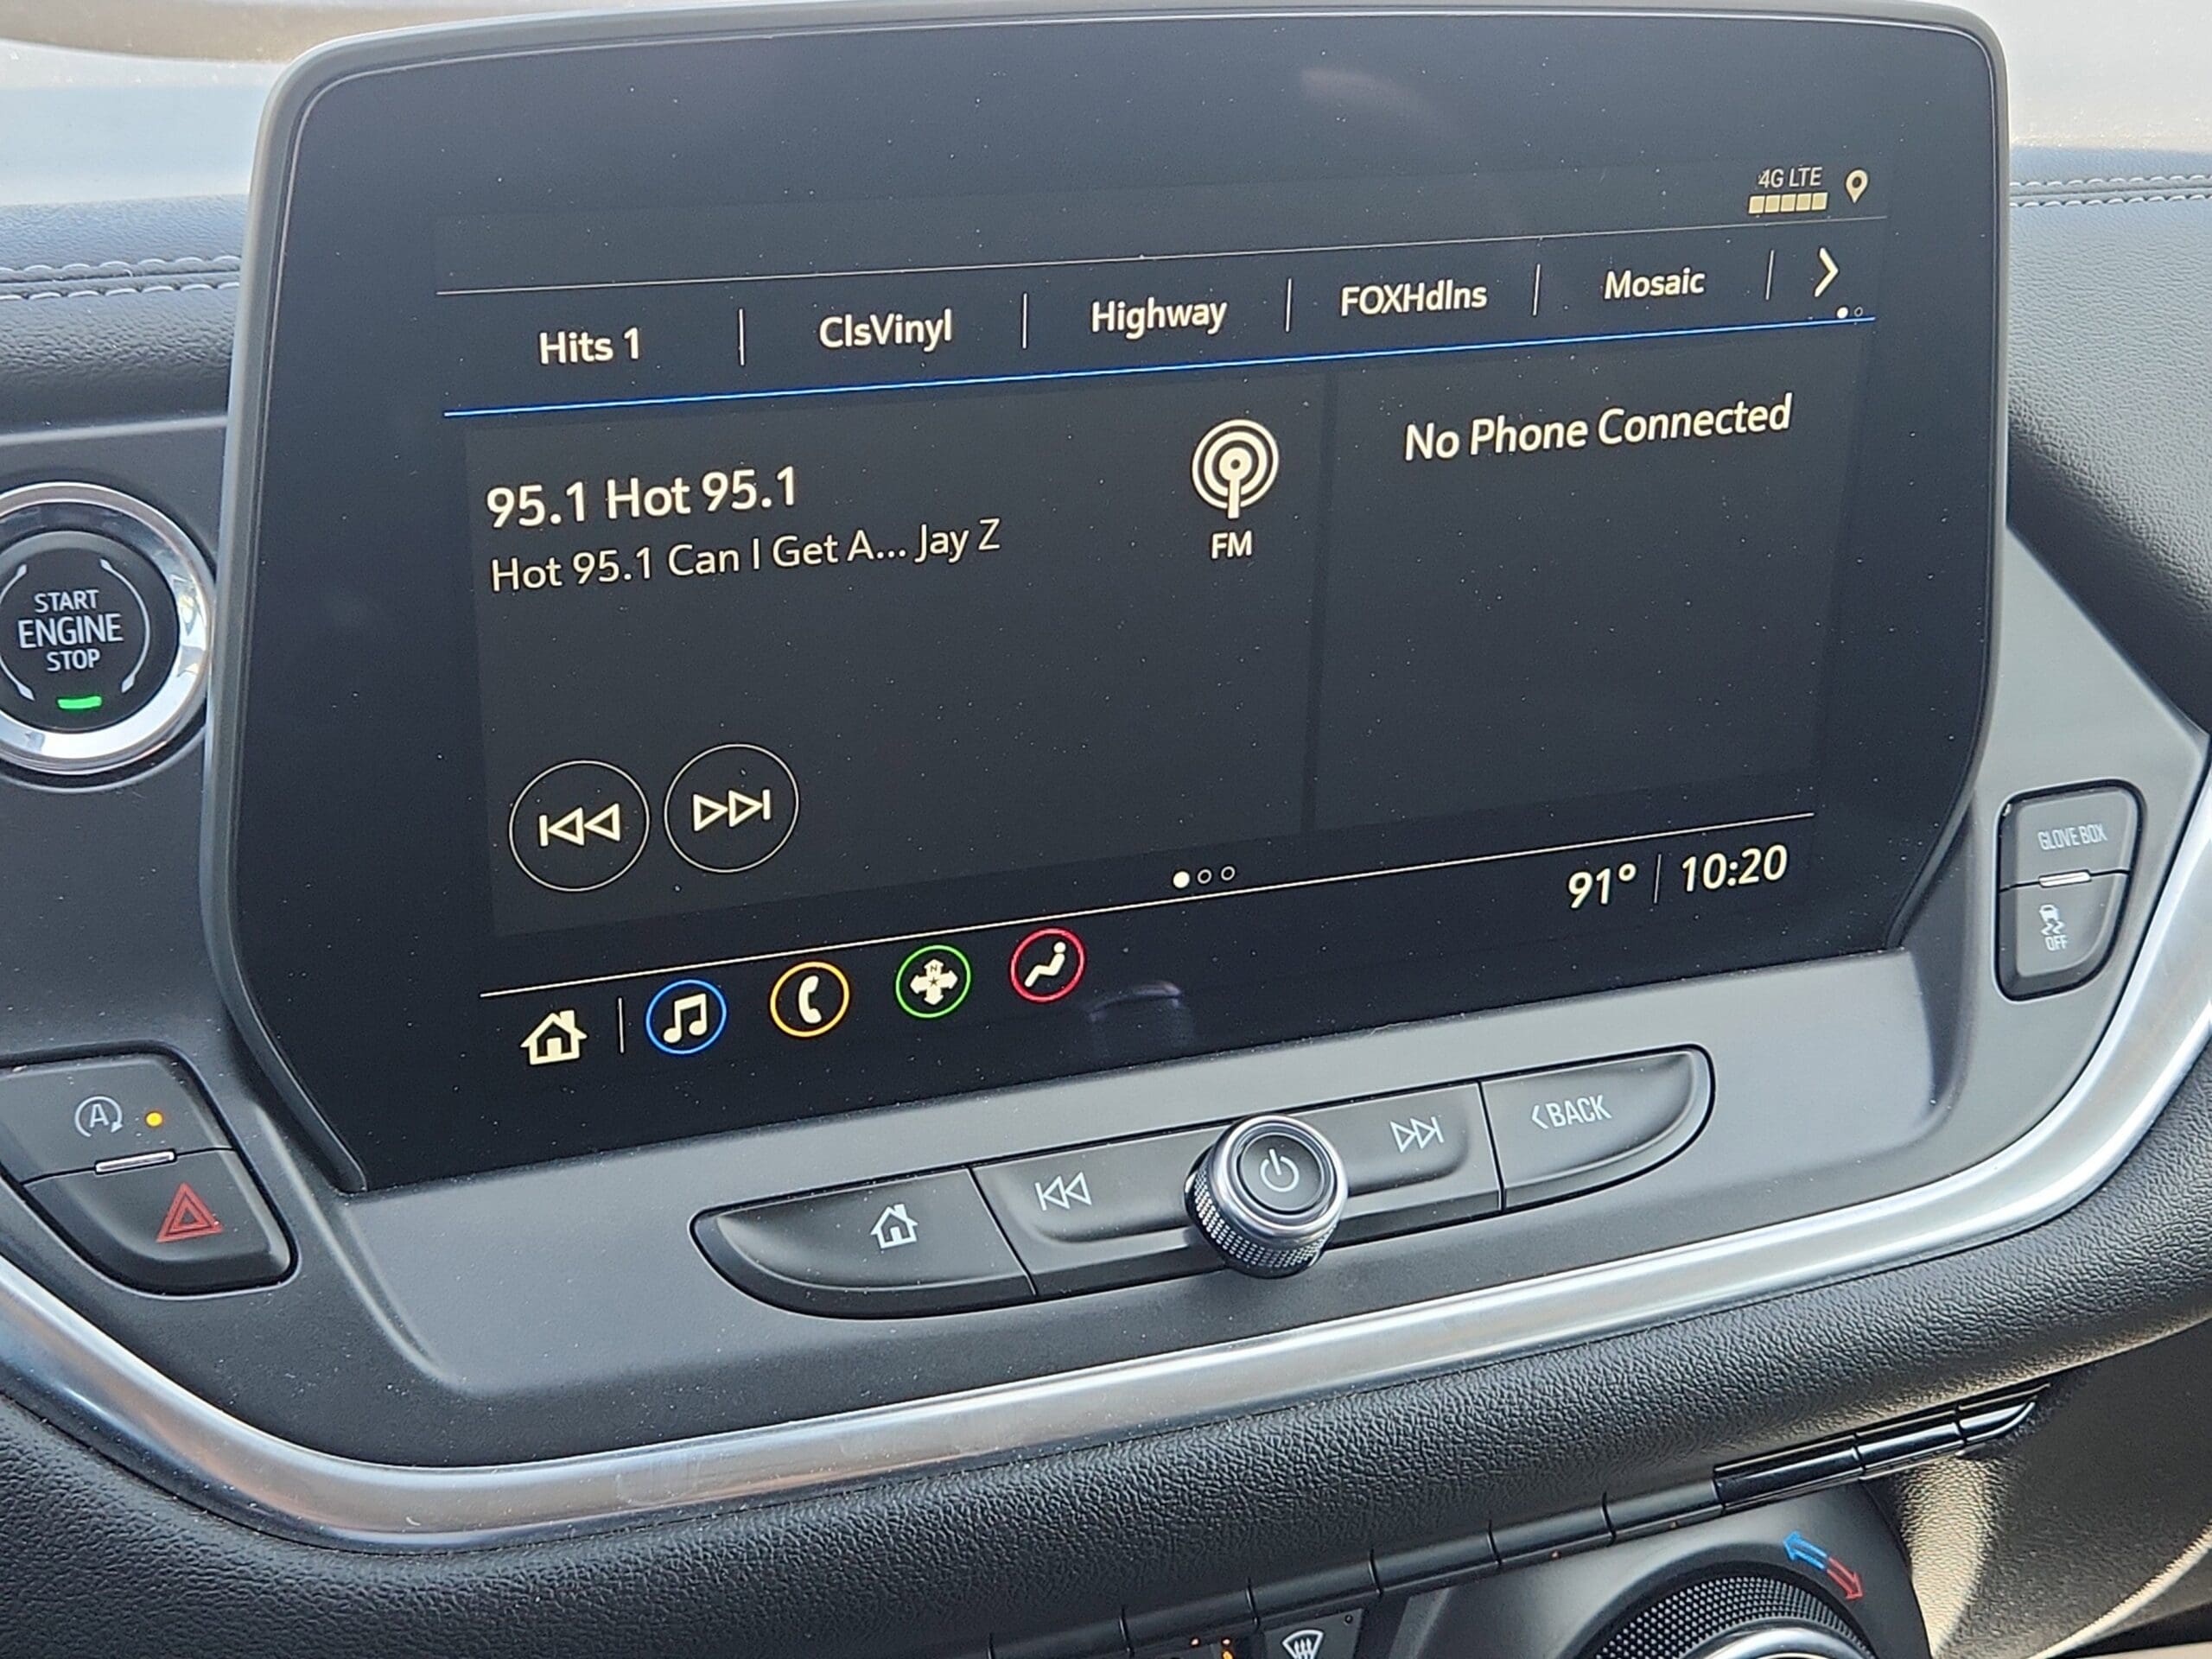 4G LTE
Hits 1 ClsVinyl Highway FOXHdlns Mosaic
95.1 Hot 95.1
Hot 95.1 Can I Get A... Jay Z
FM
No Phone Connected
91° 10:20
START
ENGINE
STOP
A
BACK
GLOVE BOX
OFF